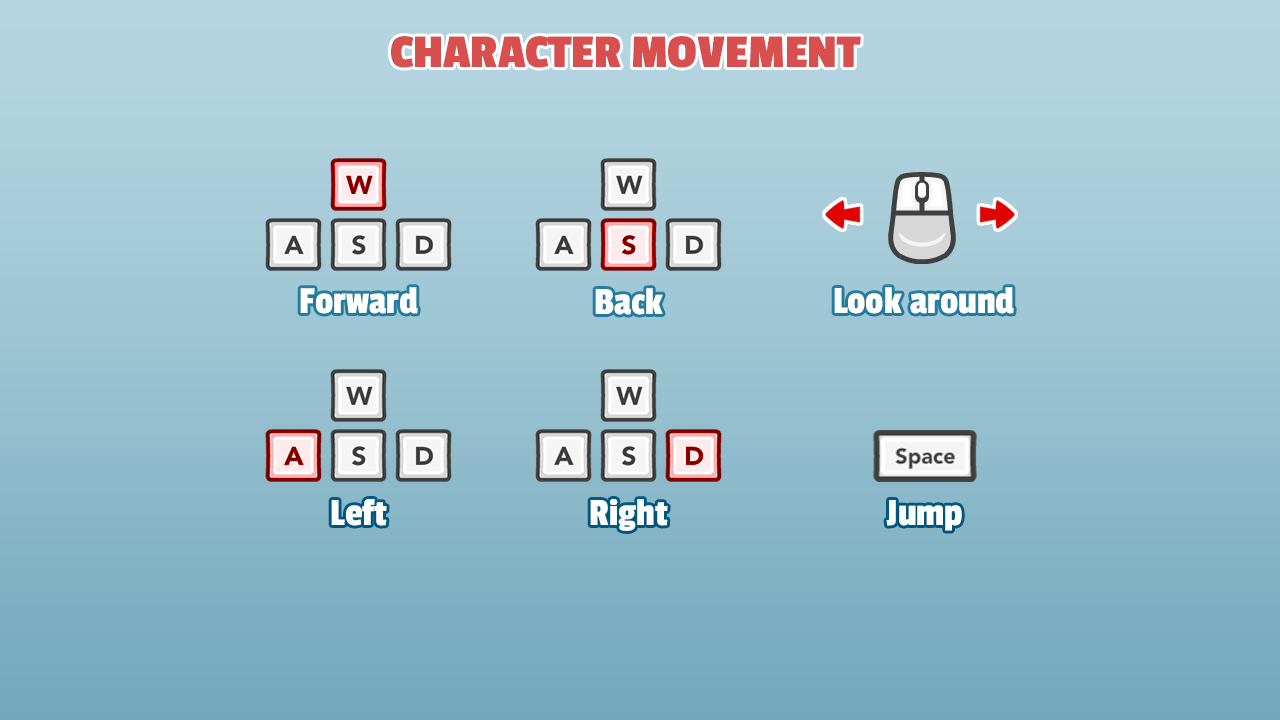 CHARACTER MOVEMENT
W
W
A S D
A S D
Forward
Back
Look around
W
W
A S D
A S D
Space
Left
Right
Jump